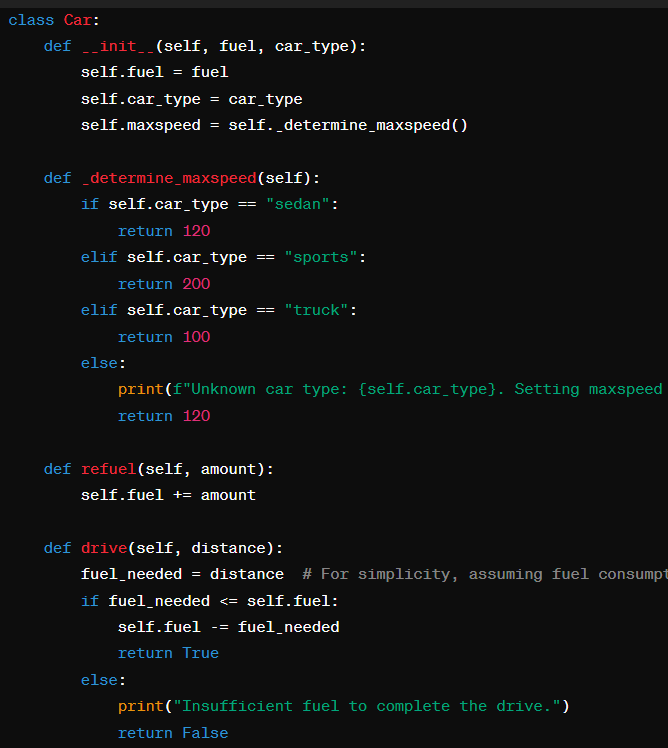 class Car:
    def __init__(self, fuel, car_type):
        self.fuel = fuel
        self.car_type = car_type
        self.maxspeed = self._determine_maxspeed()

    def _determine_maxspeed(self):
        if self.car_type == "sedan":
            return 120
        elif self.car_type == "sports":
            return 200
        elif self.car_type == "truck":
            return 100
        else:
            print(f"Unknown car type: {self.car_type}. Setting maxspeed
            return 120

    def refuel(self, amount):
        self.fuel += amount

    def drive(self, distance):
        fuel_needed = distance  # For simplicity, assuming fuel consumpt
        if fuel_needed <= self.fuel:
            self.fuel -= fuel_needed
            return True
        else:
            print("Insufficient fuel to complete the drive.")
            return False